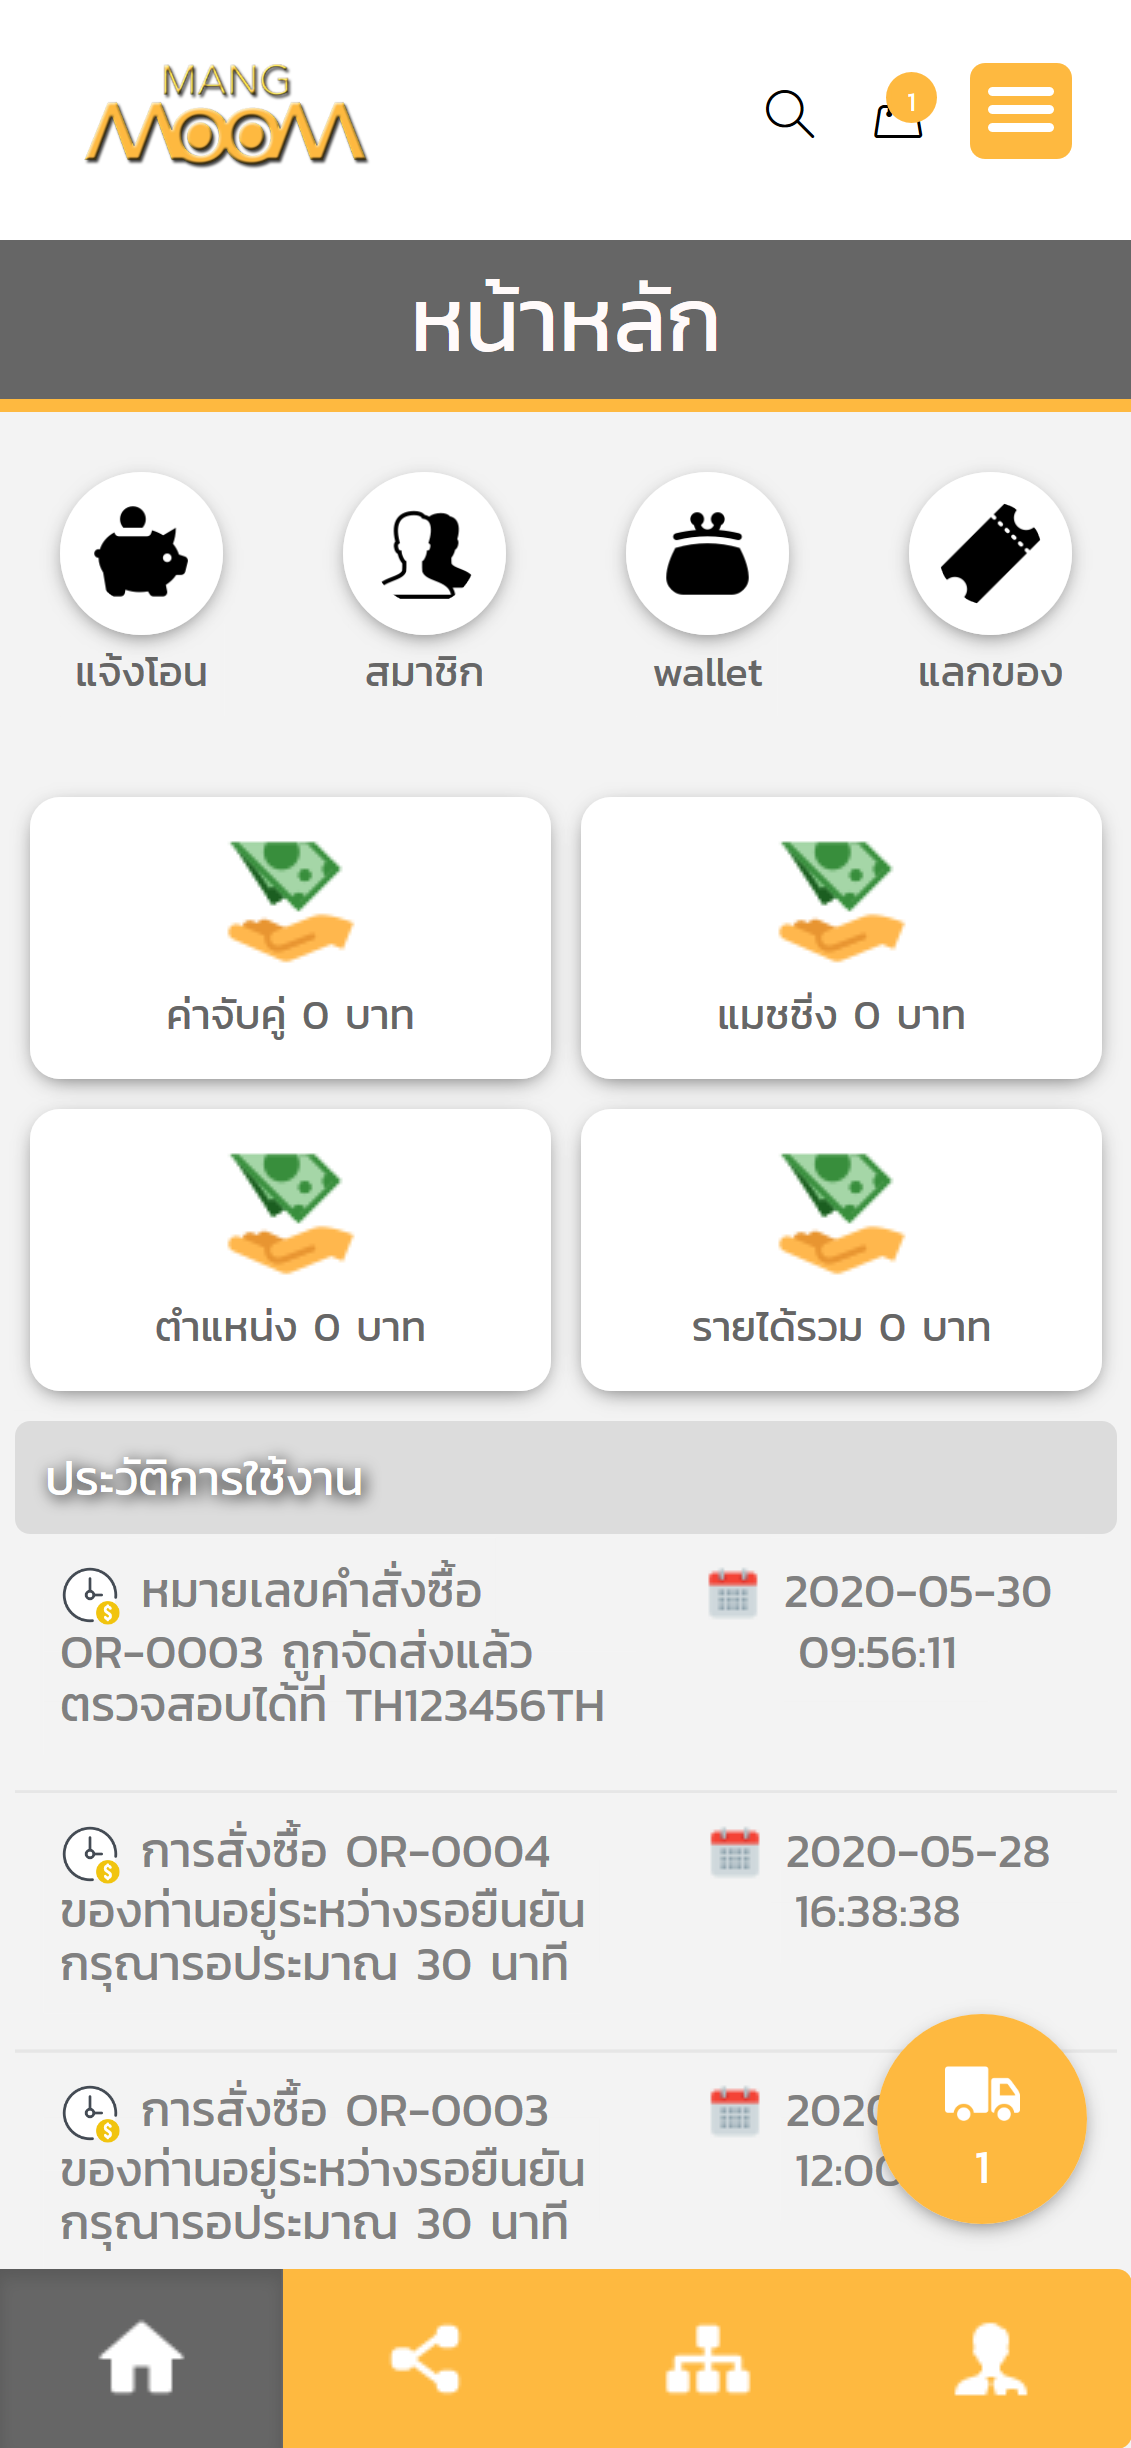 MANG
MOOM
1
หน้าหลัก
แจ้งโอน
สมาชิก
wallet
แลกของ
ค่าจับคู่ 0 บาท
แมชชิ่ง 0 บาท
ตำแหน่ง 0 บาท
รายได้รวม 0 บาท
ประวัติการใช้งาน
หมายเลขคำสั่งซื้อ
OR-0003 ถูกจัดส่งแล้ว
ตรวจสอบได้ที่ TH123456TH
2020-05-30
09:56:11
การสั่งซื้อ OR-0004
ของท่านอยู่ระหว่างรอยืนยัน
กรุณารอประมาณ 30 นาที
2020-05-28
16:38:38
การสั่งซื้อ OR-0003
ของท่านอยู่ระหว่างรอยืนยัน
กรุณารอประมาณ 30 นาที
2020
12:00
1